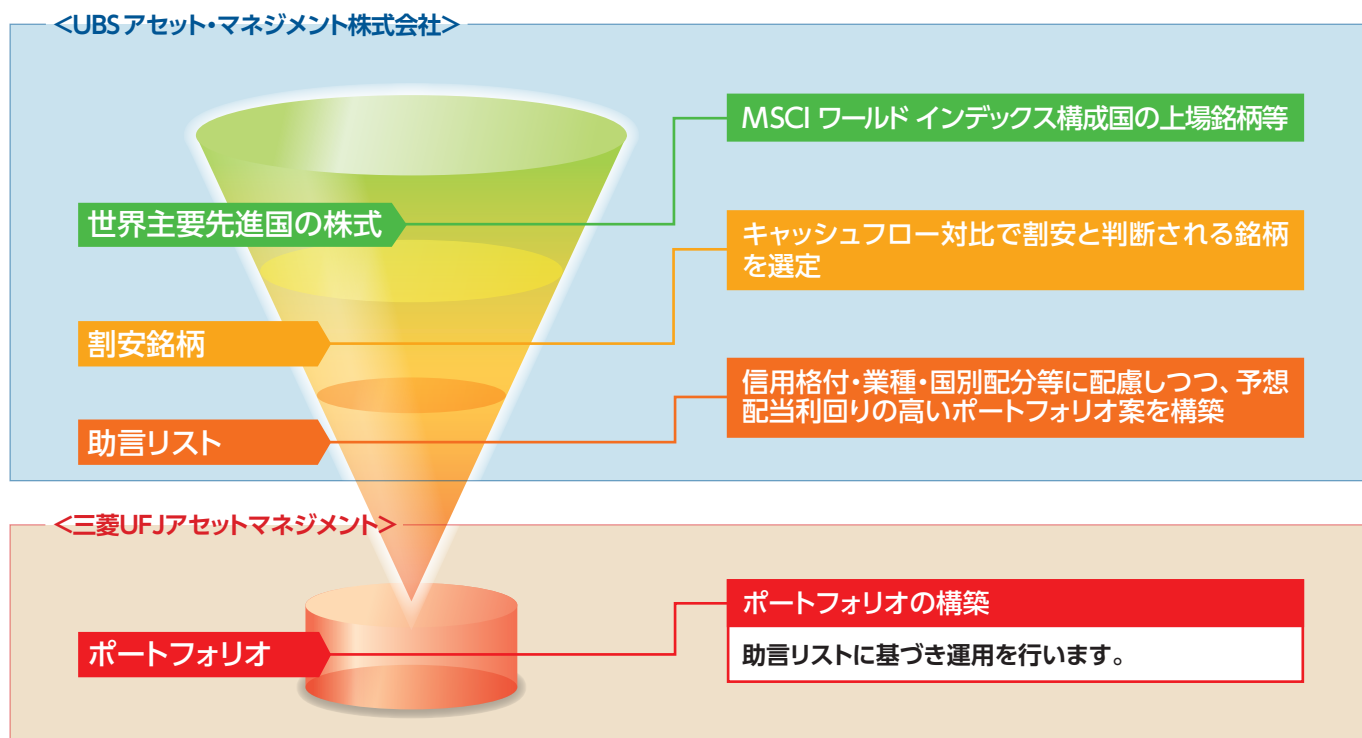 <UBSアセット・マネジメント株式会社>
MSCI ワールド インデックス構成国の上場銘柄等
世界主要先進国の株式
キャッシュフロー対比で割安と判断される銘柄
を選定
割安銘柄
信用格付・業種・国別配分等に配慮しつつ、予想
配当利回りの高いポートフォリオ案を構築
助言リスト
<三菱UFJアセットマネジメント>
ポートフォリオの構築
ポートフォリオ
助言リストに基づき運用を行います。